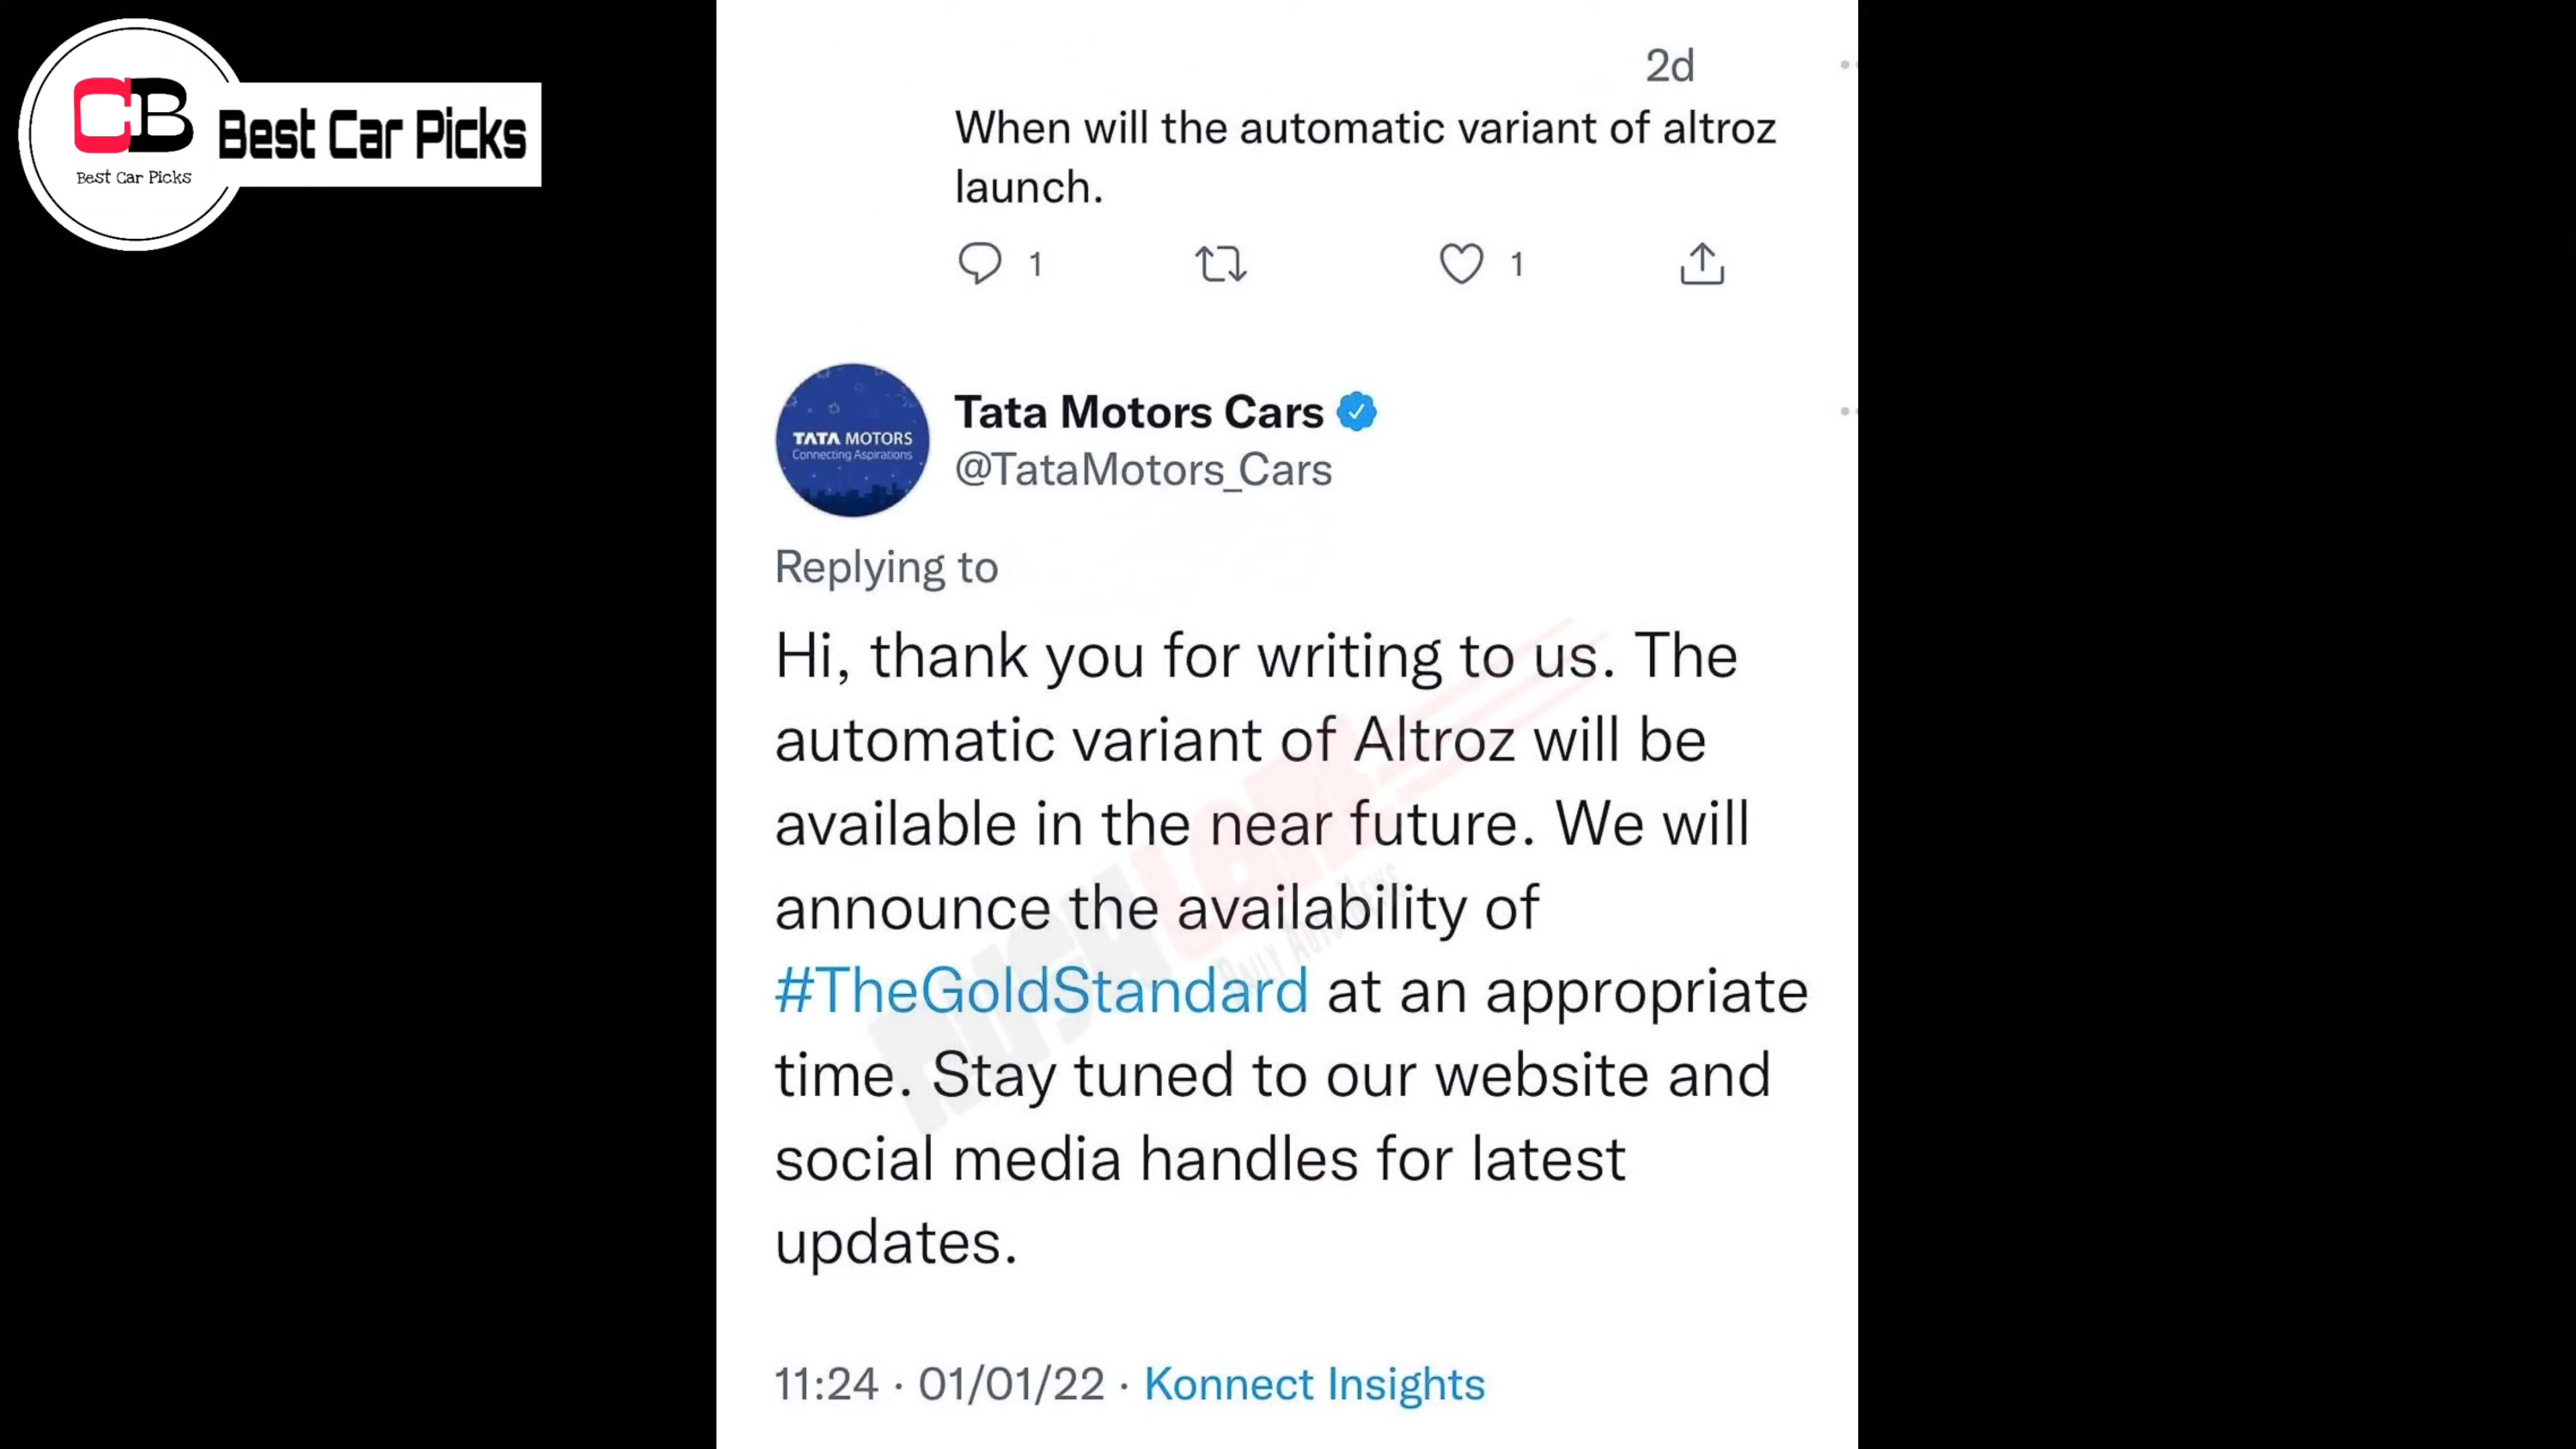 CB
Best Car Picks
Best Car Picks
2d
When will the automatic variant of altroz
launch.
1
1
TATA MOTORS
Connecting Aspirations
Tata Motors Cars
@TataMotors_Cars
Replying to
Hi, thank you for writing to us. The
automatic variant of Altroz will be
available in the near future. We will
announce the availability of
#TheGoldStandard at an appropriate
time. Stay tuned to our website and
social media handles for latest
updates.
RUSHLANE
DAILY AUTO NEWS
11:24 · 01/01/22 · Konnect Insights